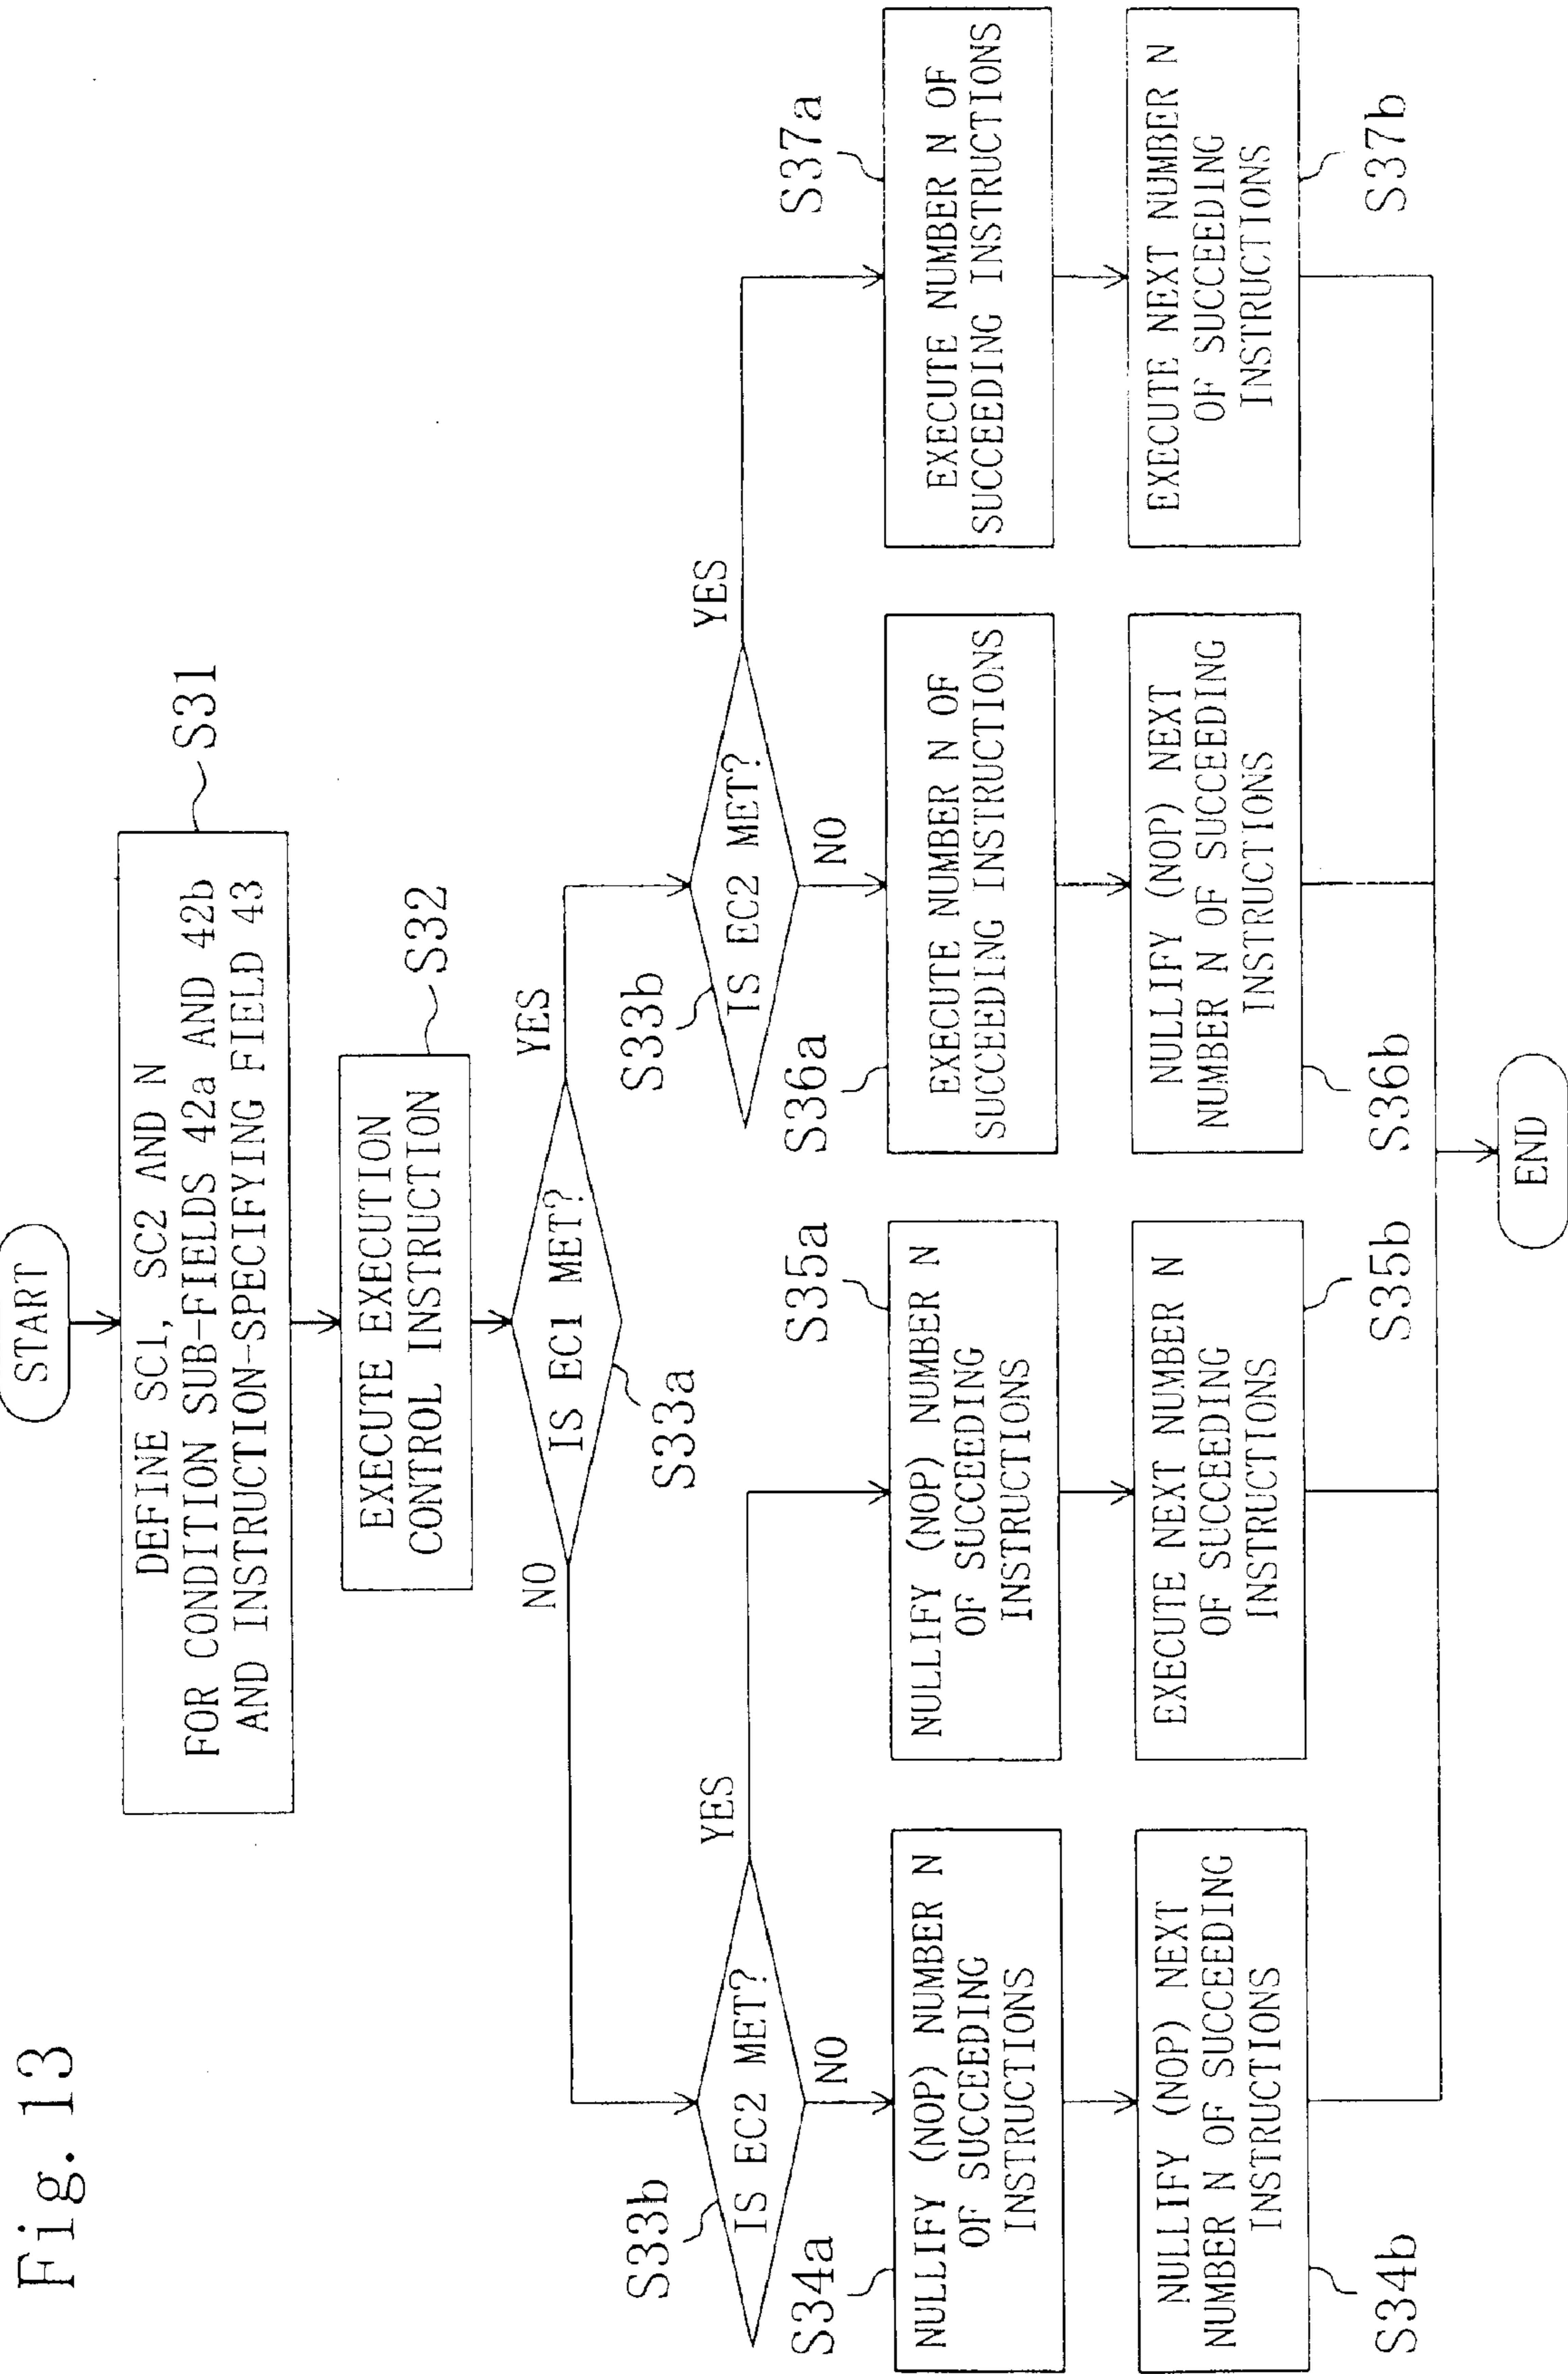 Fig. 13
START
DEFINE SC1, SC2 AND N
FOR CONDITION SUB-FIELDS 42a AND 42b
AND INSTRUCTION-SPECIFYING FIELD 43
S31
EXECUTE EXECUTION
CONTROL INSTRUCTION
S32
IS EC1 MET?
S33a
NO
YES
IS EC2 MET?
S33b
YES
NO
IS EC2 MET?
S33b
YES
NO
S34a
NULLIFY (NOP) NUMBER N
OF SUCCEEDING
INSTRUCTIONS
S35a
NULLIFY (NOP) NUMBER N
OF SUCCEEDING
INSTRUCTIONS
S36a
EXECUTE NUMBER N OF
SUCCEEDING INSTRUCTIONS
S37a
EXECUTE NUMBER N OF
SUCCEEDING INSTRUCTIONS
NULLIFY (NOP) NEXT
NUMBER N OF SUCCEEDING
INSTRUCTIONS
S34b
EXECUTE NEXT NUMBER N
OF SUCCEEDING
INSTRUCTIONS
S35b
NULLIFY (NOP) NEXT
NUMBER N OF SUCCEEDING
INSTRUCTIONS
S36b
EXECUTE NEXT NUMBER N
OF SUCCEEDING
INSTRUCTIONS
S37b
END